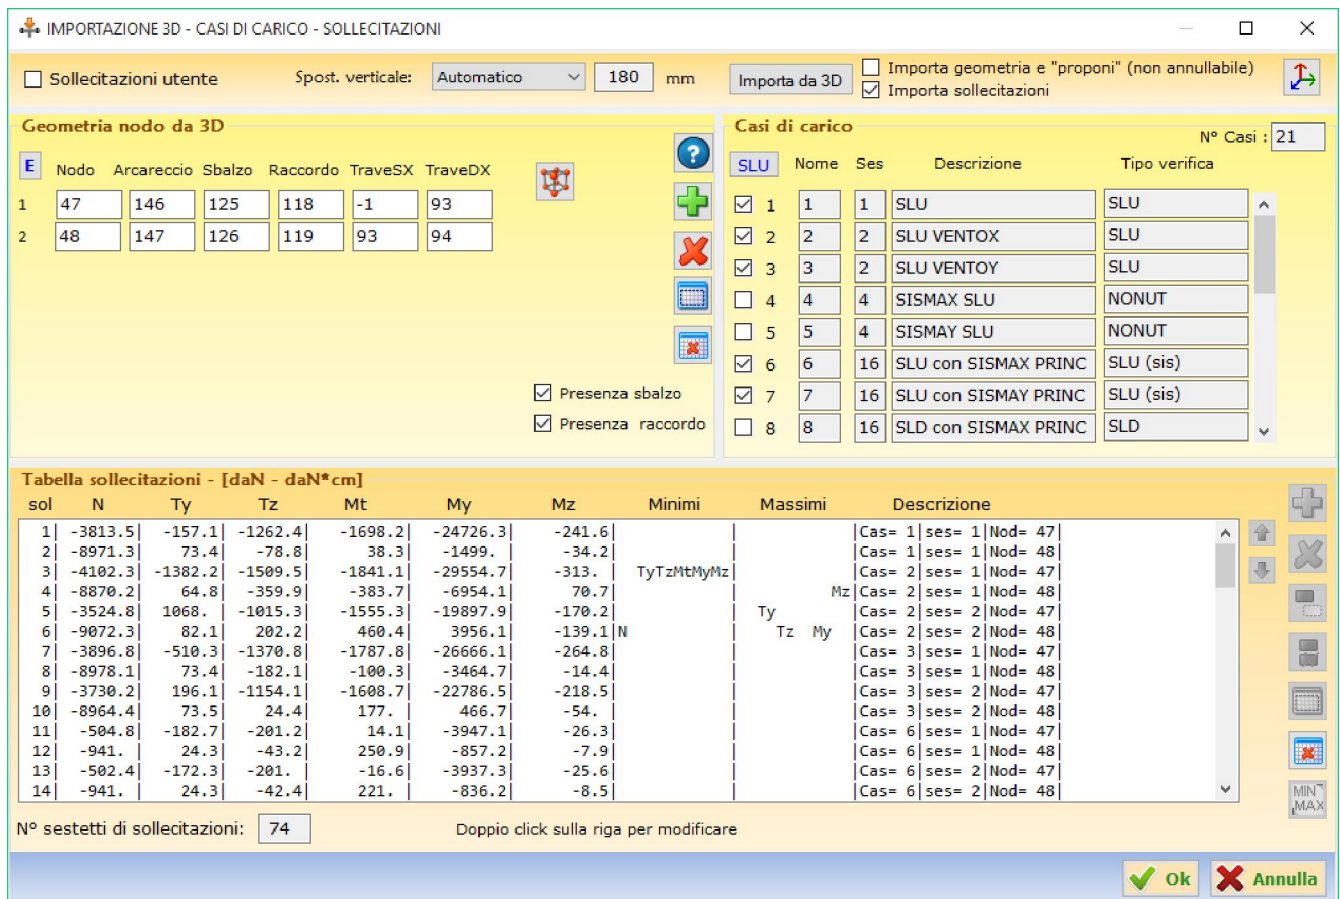 IMPORTAZIONE 3D - CASI DI CARICO - SOLLECITAZIONI
Sollecitazioni utente Spost. verticale: Automatico 180 mm Importa da 3D Importa geometria e "proponi" (non annullabile)
Importa sollecitazioni
Geometria nodo da 3D
E Nodo Arcareccio Sbalzo Raccordo TraveSX TraveDX
1 47 146 125 118 -1 93
2 48 147 126 119 93 94
Presenza sbalzo
Presenza raccordo
Casi di carico
N° Casi : 21
SLU Nome Ses Descrizione Tipo verifica
1 1 1 SLU SLU
2 2 2 SLU VENTOX SLU
3 3 2 SLU VENTOY SLU
4 4 4 SISMAX SLU NONUT
5 5 4 SISMAY SLU NONUT
6 6 16 SLU con SISMAX PRINC SLU (sis)
7 7 16 SLU con SISMAY PRINC SLU (sis)
8 8 16 SLD con SISMAX PRINC SLD
Tabella sollecitazioni - [daN - daN*cm]
sol N Ty Tz Mt My Mz Minimi Massimi Descrizione
1| -3813.5| -157.1| -1262.4| -1698.2| -24726.3| -241.6| | |Cas= 1|ses= 1|Nod= 47|
2| -8971.3| 73.4| -78.8| 38.3| -1499. | -34.2| | |Cas= 1|ses= 1|Nod= 48|
3| -4102.3| -1382.2| -1509.5| -1841.1| -29554.7| -313. | TyTzMtMyMz| |Cas= 2|ses= 1|Nod= 47|
4| -8870.2| 64.8| -359.9| -383.7| -6954.1| 70.7| | Mz|Cas= 2|ses= 1|Nod= 48|
5| -3524.8| 1068. | -1015.3| -1555.3| -19897.9| -170.2| | Ty |Cas= 2|ses= 2|Nod= 47|
6| -9072.3| 82.1| 202.2| 460.4| 3956.1| -139.1|N | Tz My |Cas= 2|ses= 2|Nod= 48|
7| -3896.8| -510.3| -1370.8| -1787.8| -26666.1| -264.8| | |Cas= 3|ses= 1|Nod= 47|
8| -8978.1| 73.4| -182.1| -100.3| -3464.7| -14.4| | |Cas= 3|ses= 1|Nod= 48|
9| -3730.2| 196.1| -1154.1| -1608.7| -22786.5| -218.5| | |Cas= 3|ses= 2|Nod= 47|
10| -8964.4| 73.5| 24.4| 177. | 466.7| -54. | | |Cas= 3|ses= 2|Nod= 48|
11| -504.8| -182.7| -201.2| 14.1| -3947.1| -26.3| | |Cas= 6|ses= 1|Nod= 47|
12| -941. | 24.3| -43.2| 250.9| -857.2| -7.9| | |Cas= 6|ses= 1|Nod= 48|
13| -502.4| -172.3| -201. | -16.6| -3937.3| -25.6| | |Cas= 6|ses= 2|Nod= 47|
14| -941. | 24.3| -42.4| 221. | -836.2| -8.5| | |Cas= 6|ses= 2|Nod= 48|
MIN
MAX
N° sestetti di sollecitazioni: 74 Doppio click sulla riga per modificare
Ok Annulla